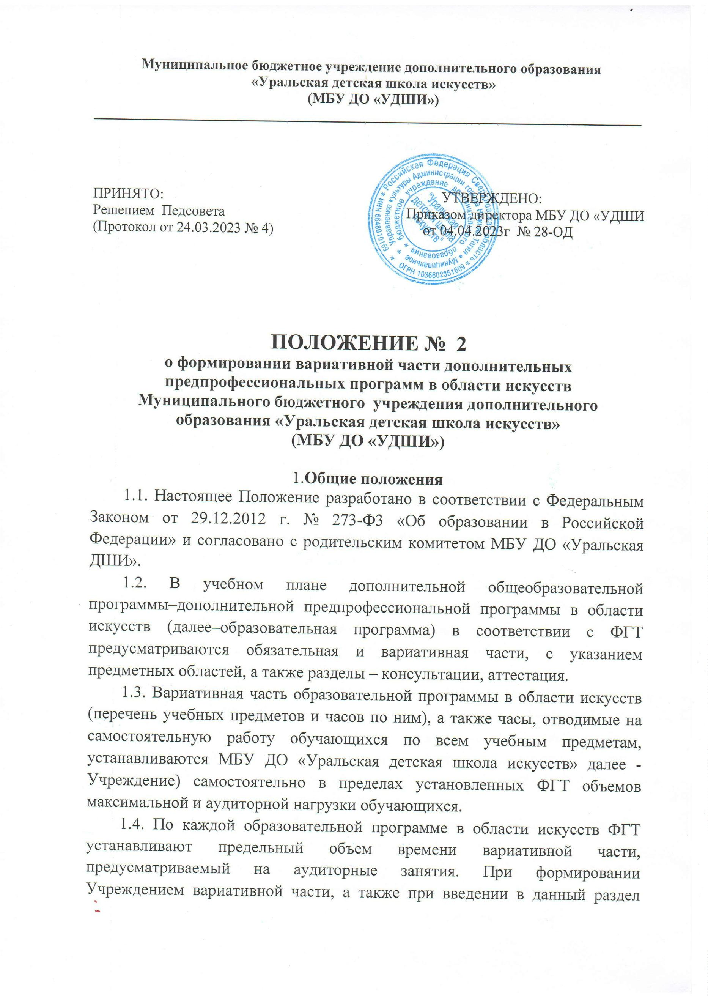 Муниципальное бюджетное учреждение дополнительного образования
«Уральская детская школа искусств»
(МБУ ДО «УДШИ»)
ПРИНЯТО:
Решением Педсовета
(Протокол от 24.03.2023 № 4)
УТВЕРЖДЕНО:
Приказом директора МБУ ДО «УДШИ
от 04.04.2023г № 28-ОД
* Российская Федерация Свердловская область *
ОГРН 1036602351609 *
Управление культуры Администрации города Нижний Тагил •
Муниципальное *
бюджетное учреждение дополнительного образования *
"Уральская
детская школа
искусств"
ПОЛОЖЕНИЕ № 2
о формировании вариативной части дополнительных
предпрофессиональных программ в области искусств
Муниципального бюджетного учреждения дополнительного
образования «Уральская детская школа искусств»
(МБУ ДО «УДШИ»)
1.Общие положения
1.1. Настоящее Положение разработано в соответствии с Федеральным
Законом от 29.12.2012 г. № 273-ФЗ «Об образовании в Российской
Федерации» и согласовано с родительским комитетом МБУ ДО «Уральская
ДШИ».
1.2. В учебном плане дополнительной общеобразовательной
программы–дополнительной предпрофессиональной программы в области
искусств (далее–образовательная программа) в соответствии с ФГТ
предусматриваются обязательная и вариативная части, с указанием
предметных областей, а также разделы – консультации, аттестация.
1.3. Вариативная часть образовательной программы в области искусств
(перечень учебных предметов и часов по ним), а также часы, отводимые на
самостоятельную работу обучающихся по всем учебным предметам,
устанавливаются МБУ ДО «Уральская детская школа искусств» далее -
Учреждение) самостоятельно в пределах установленных ФГТ объемов
максимальной и аудиторной нагрузки обучающихся.
1.4. По каждой образовательной программе в области искусств ФГТ
устанавливают предельный объем времени вариативной части,
предусматриваемый на аудиторные занятия. При формировании
Учреждением вариативной части, а также при введении в данный раздел